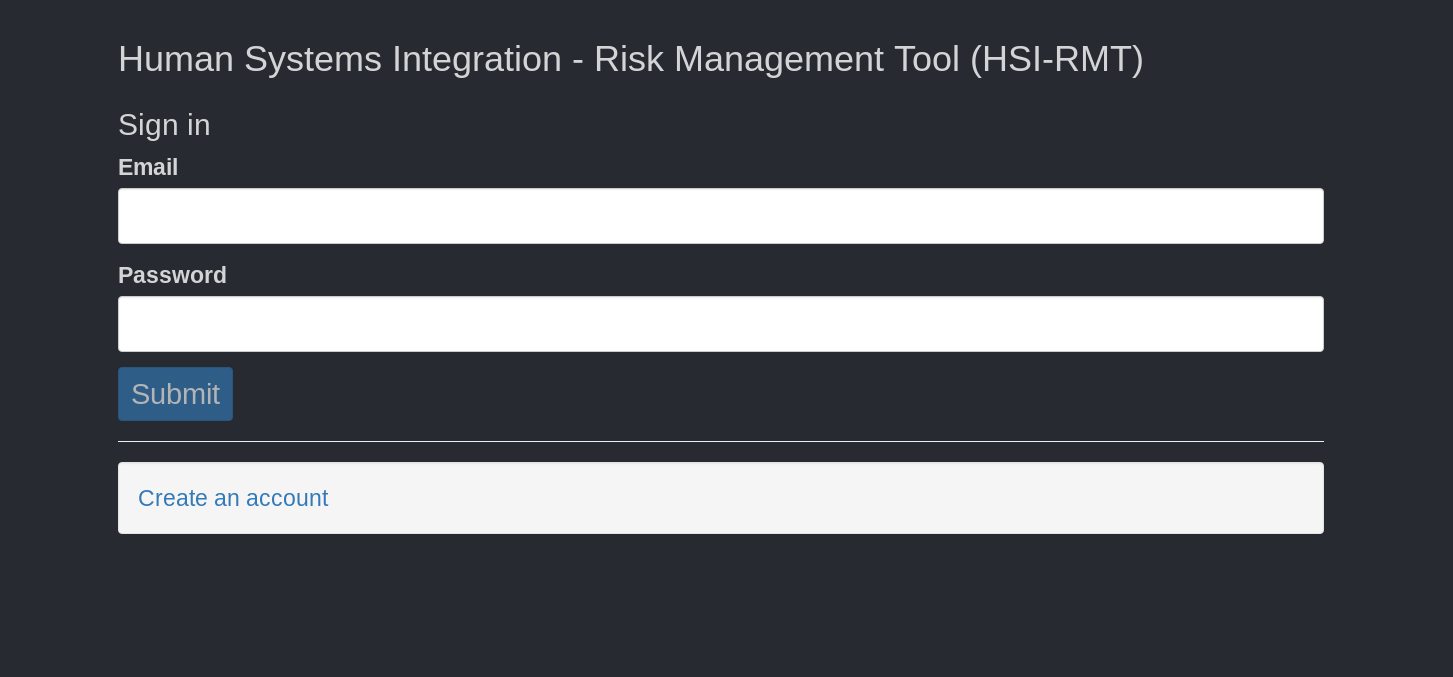 Human Systems Integration - Risk Management Tool (HSI-RMT)
Sign in
Email
Password
Submit
Create an account